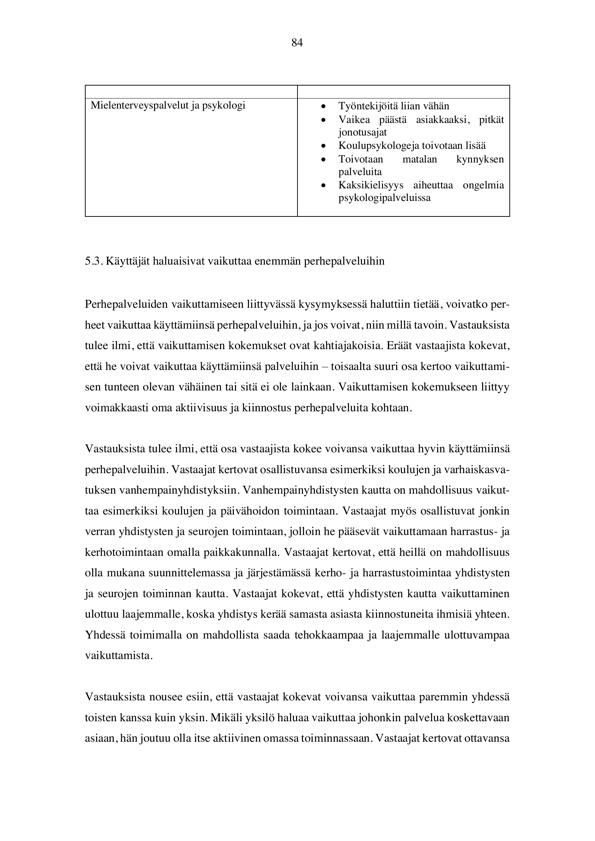 84
Mielenterveyspalvelut ja psykologi
• Työntekijöitä liian vähän
• Vaikea päästä asiakkaaksi, pitkät
jonotusajat
• Koulupsykologeja toivotaan lisää
• Toivotaan matalan kynnyksen
palveluita
• Kaksikielisyys aiheuttaa ongelmia
psykologipalveluissa
5.3. Käyttäjät haluaisivat vaikuttaa enemmän perhepalveluihin
Perhepalveluiden vaikuttamiseen liittyvässä kysymyksessä haluttiin tietää, voivatko per-
heet vaikuttaa käyttämiinsä perhepalveluihin, ja jos voivat, niin millä tavoin. Vastauksista
tulee ilmi, että vaikuttamisen kokemukset ovat kahtiajakoisia. Eräät vastaajista kokevat,
että he voivat vaikuttaa käyttämiinsä palveluihin – toisaalta suuri osa kertoo vaikuttami-
sen tunteen olevan vähäinen tai sitä ei ole lainkaan. Vaikuttamisen kokemukseen liittyy
voimakkaasti oma aktiivisuus ja kiinnostus perhepalveluita kohtaan.
Vastauksista tulee ilmi, että osa vastaajista kokee voivansa vaikuttaa hyvin käyttämiinsä
perhepalveluihin. Vastaajat kertovat osallistuvansa esimerkiksi koulujen ja varhaiskasva-
tuksen vanhempainyhdistyksiin. Vanhempainyhdistysten kautta on mahdollisuus vaikut-
taa esimerkiksi koulujen ja päivähoidon toimintaan. Vastaajat myös osallistuvat jonkin
verran yhdistysten ja seurojen toimintaan, jolloin he pääsevät vaikuttamaan harrastus- ja
kerhotoimintaan omalla paikkakunnalla. Vastaajat kertovat, että heillä on mahdollisuus
olla mukana suunnittelemassa ja järjestämässä kerho- ja harrastustoimintaa yhdistysten
ja seurojen toiminnan kautta. Vastaajat kokevat, että yhdistysten kautta vaikuttaminen
ulottuu laajemmalle, koska yhdistys kerää samasta asiasta kiinnostuneita ihmisiä yhteen.
Yhdessä toimimalla on mahdollista saada tehokkaampaa ja laajemmalle ulottuvampaa
vaikuttamista.
Vastauksista nousee esiin, että vastaajat kokevat voivansa vaikuttaa paremmin yhdessä
toisten kanssa kuin yksin. Mikäli yksilö haluaa vaikuttaa johonkin palvelua koskettavaan
asiaan, hän joutuu olla itse aktiivinen omassa toiminnassaan. Vastaajat kertovat ottavansa